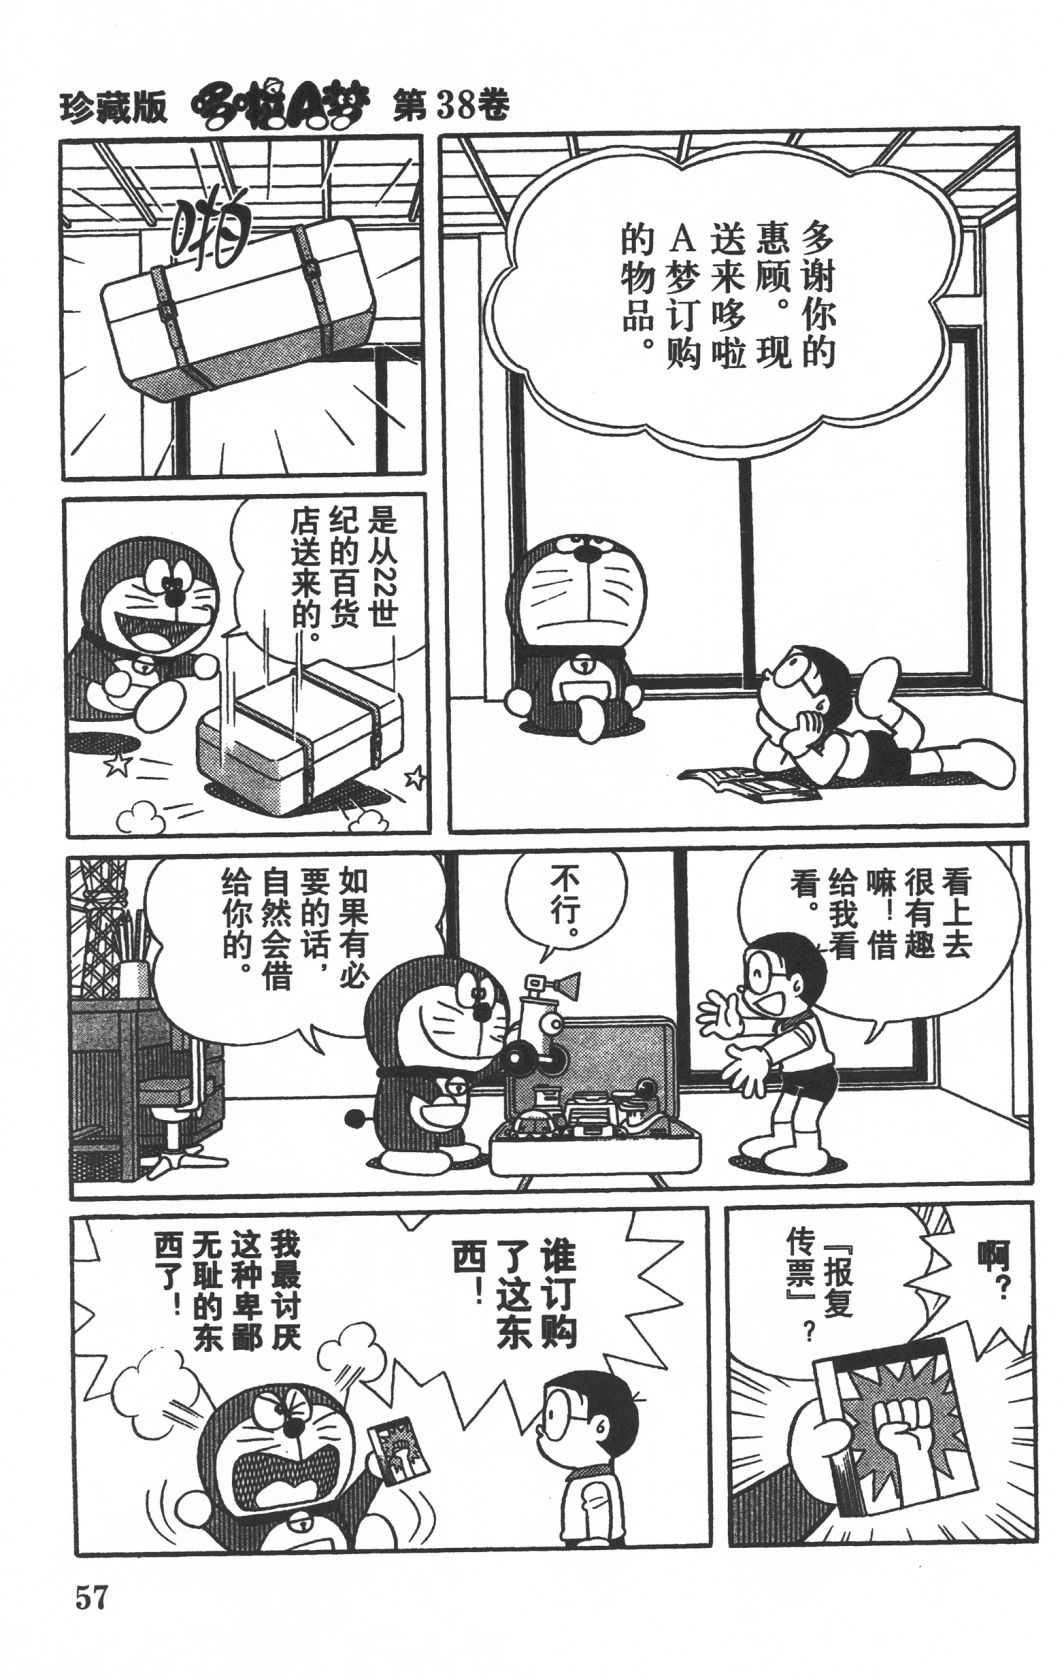 珍藏版 哆啦A梦 第38卷
多谢你的
惠顾。现
送来哆啦
A梦订购
的物品。
啪
是从22世
纪的百货
店送来的。
看上去
很有趣
嘛!借
给我看
看。
不行。
如果有必
要的话,
自然会借
给你的。
啊?
『报复
传票』?
谁订购
了这东
西!
我最讨厌
这种卑鄙
无耻的东
西了!
57